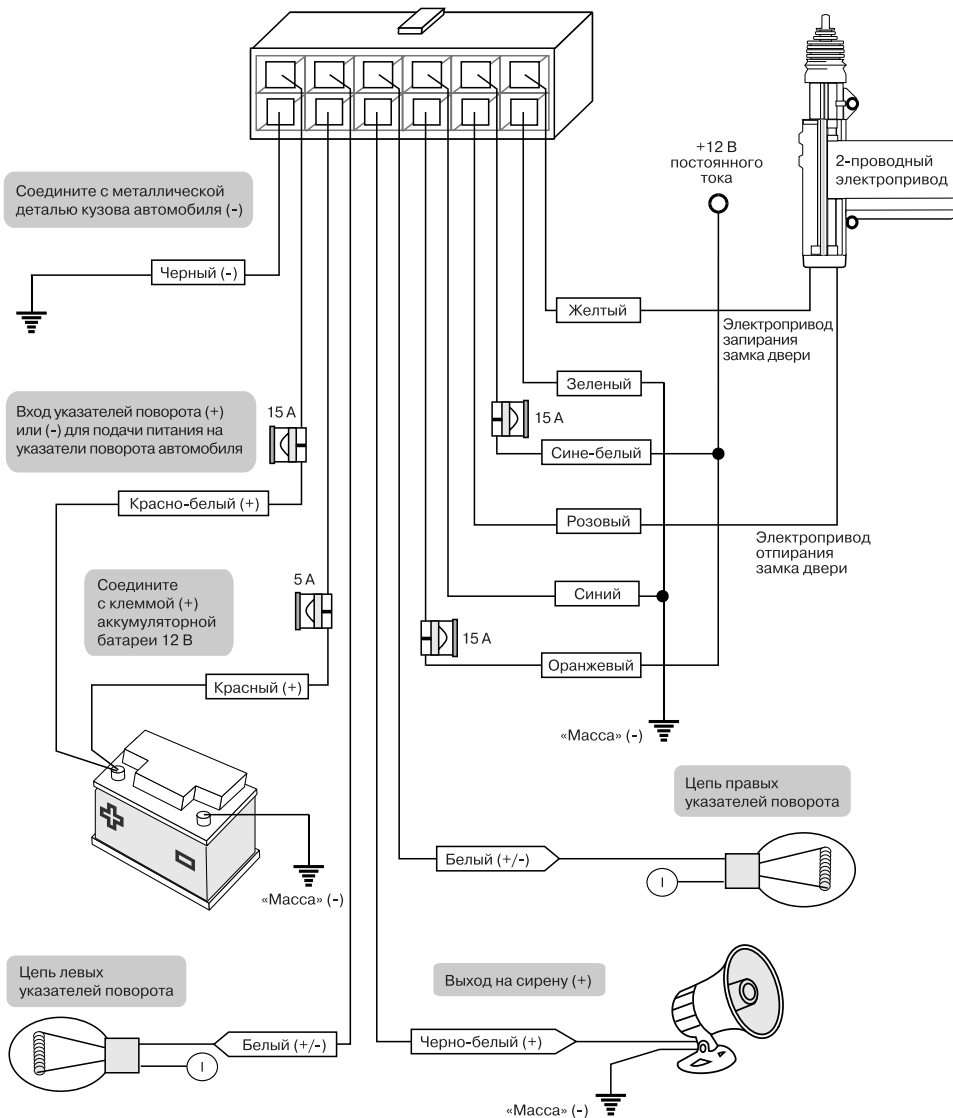 +12 В
постоянного
тока
2-проводный
электропривод
Соедините с металлической
деталью кузова автомобиля (-)
Черный (-)
Желтый
Электропривод
запирания
замка двери
Зеленый
Вход указателей поворота (+)
или (-) для подачи питания на
указатели поворота автомобиля
15 А
15 А
Сине-белый
Красно-белый (+)
Розовый
Электропривод
отпирания
замка двери
Соедините
с клеммой (+)
аккумуляторной
батареи 12 В
5 А
Синий
15 А
Оранжевый
Красный (+)
«Масса» (-)
Цепь правых
указателей поворота
Белый (+/-)
I
«Масса» (-)
Цепь левых
указателей поворота
Выход на сирену (+)
Белый (+/-)
I
Черно-белый (+)
«Масса» (-)